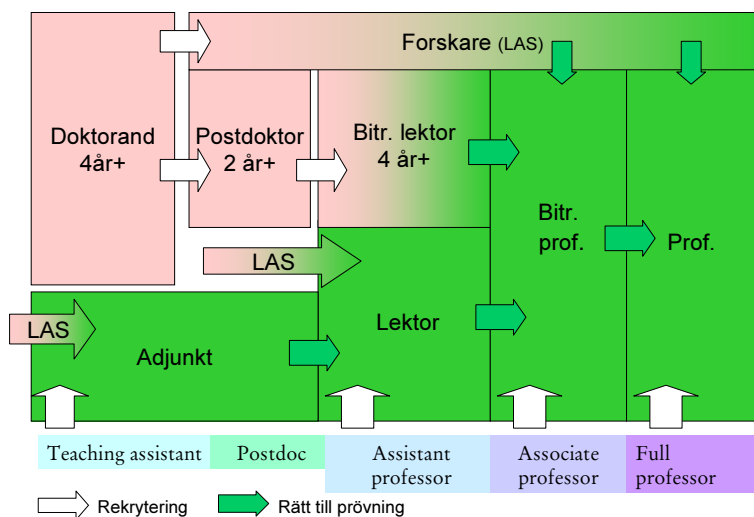 Forskare (LAS)
Doktorand
4år+
Postdoktor
2 år+
Bitr. lektor
4 år+
Bitr.
prof.
Prof.
LAS
Lektor
LAS
Adjunkt
Teaching assistant
Postdoc
Assistant
professor
Associate
professor
Full
professor
Rekrytering
Rätt till prövning